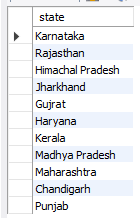 state
Karnataka
Rajasthan
Himachal Pradesh
Jharkhand
Gujrat
Haryana
Kerala
Madhya Pradesh
Maharashtra
Chandigarh
Punjab